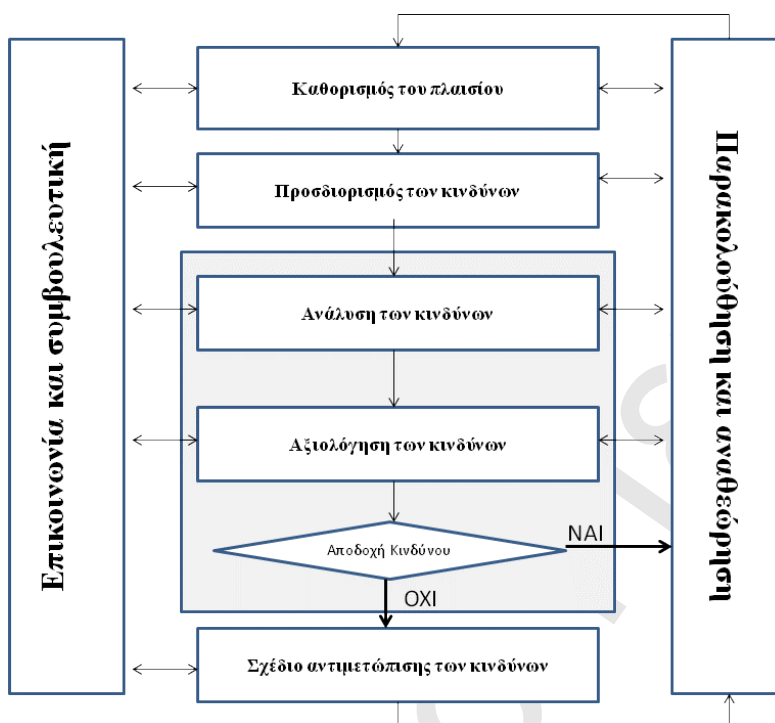 Επικοινωνία και συμβουλευτική
Καθορισμός του πλαισίου
Προσδιορισμός των κινδύνων
Ανάλυση των κινδύνων
Αξιολόγηση των κινδύνων
Αποδοχή Κινδύνου
ΝΑΙ
ΟΧΙ
Σχέδιο αντιμετώπισης των κινδύνων
Παρακολούθηση και αναθεώρηση